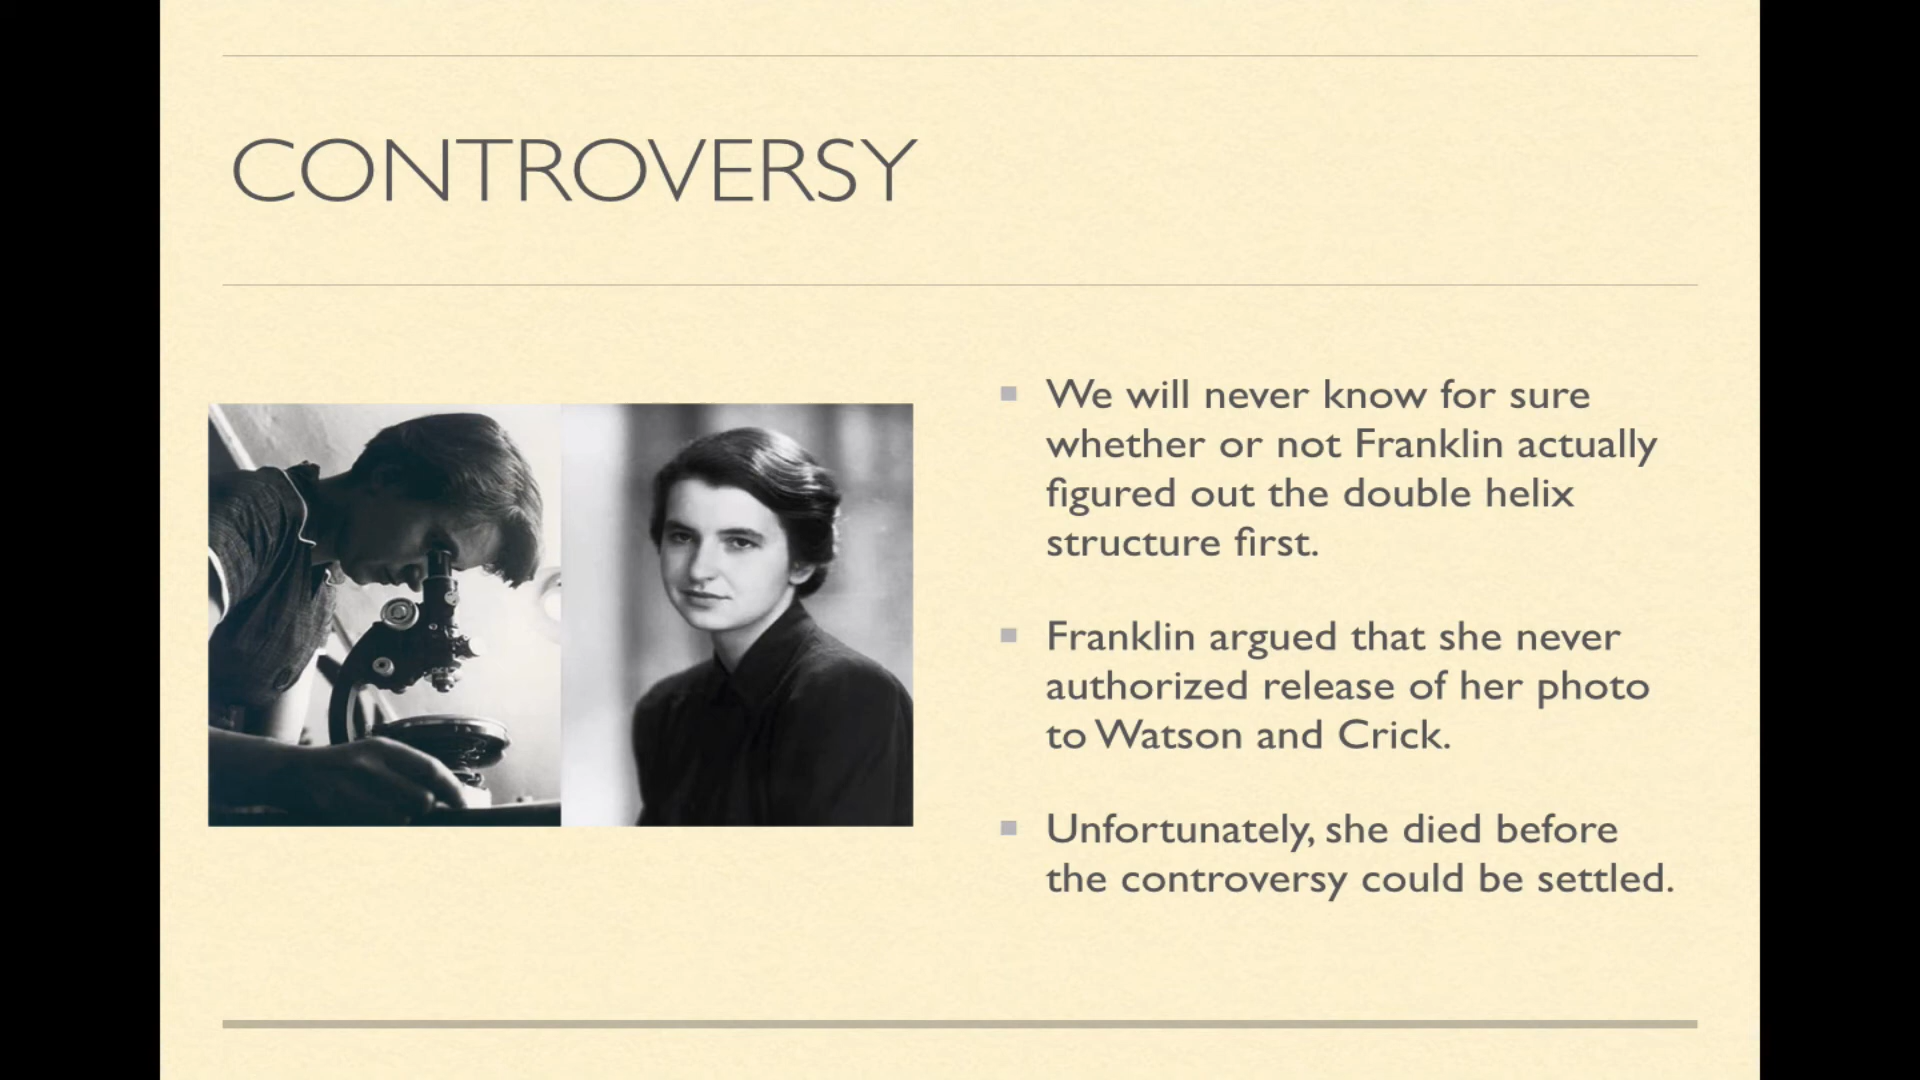 CONTROVERSY
We will never know for sure
whether or not Franklin actually
figured out the double helix
structure first.
Franklin argued that she never
authorized release of her photo
to Watson and Crick.
Unfortunately, she died before
the controversy could be settled.